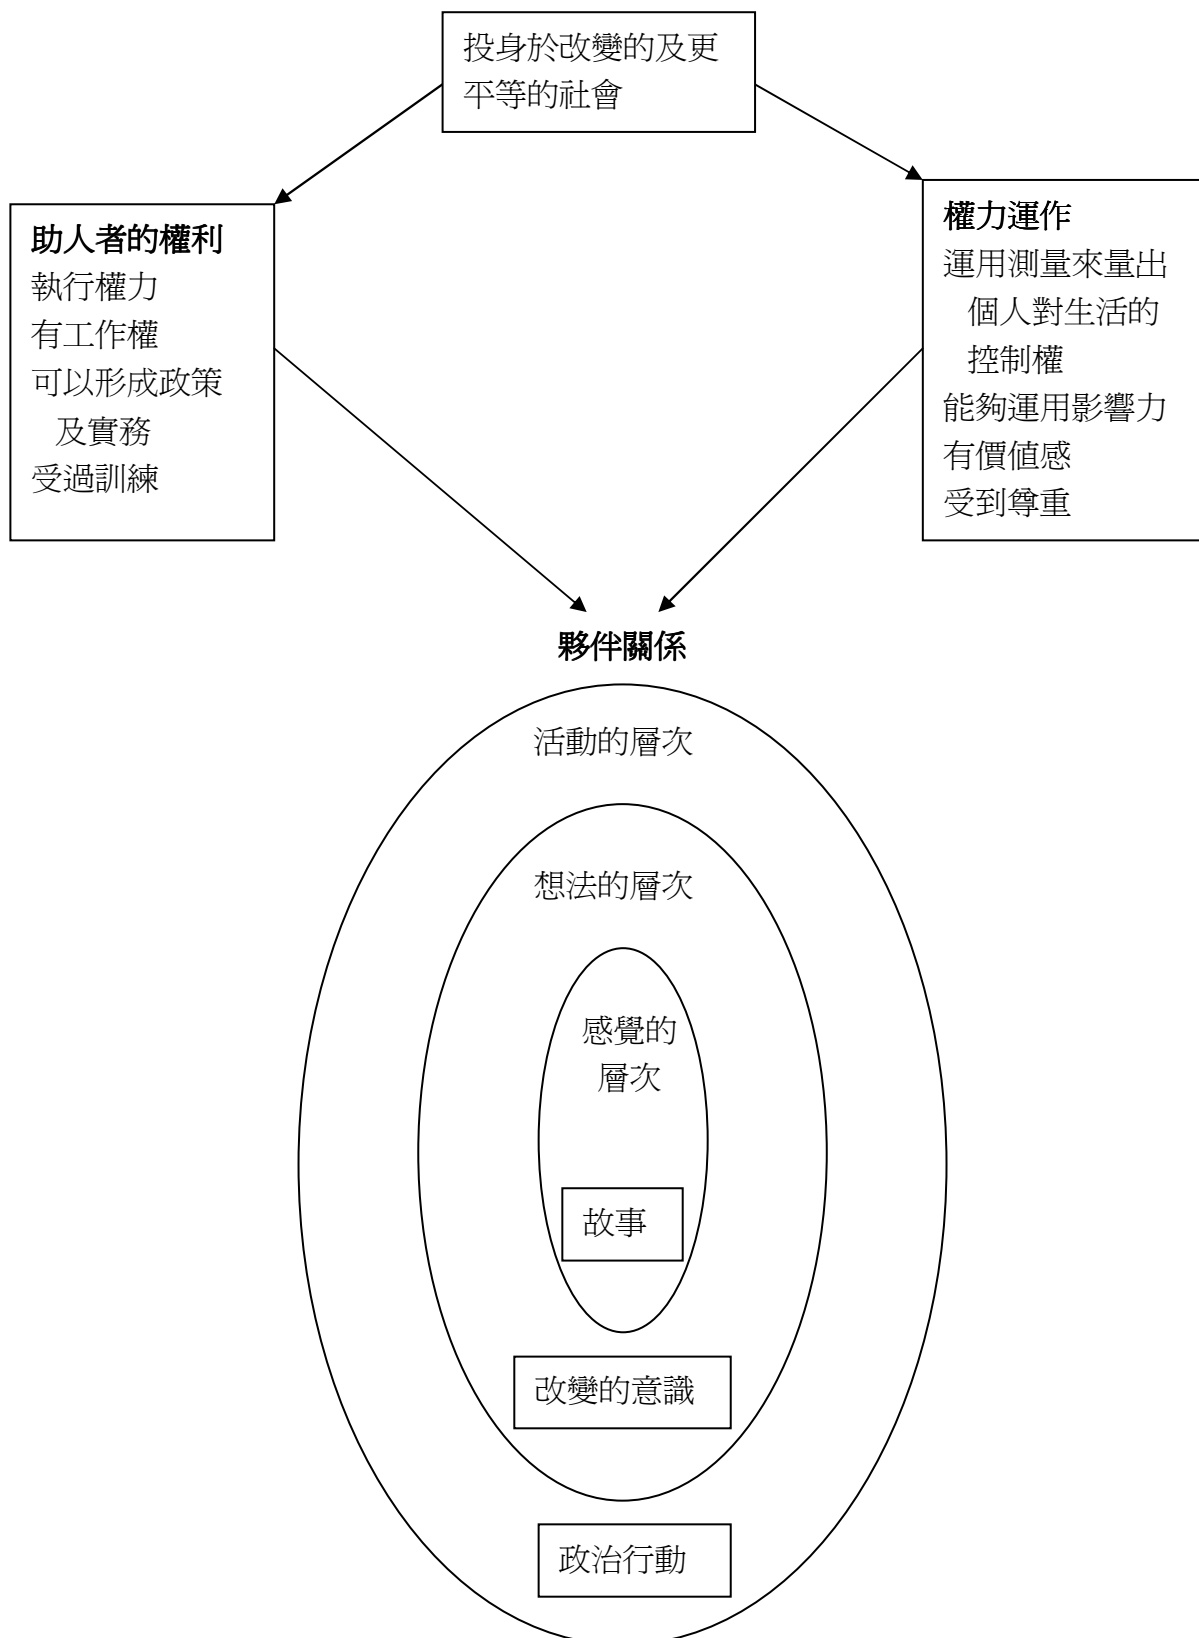 投身於改變的及更
平等的社會
助人者的權利
執行權力
有工作權
可以形成政策
及實務
受過訓練
權力運作
運用測量來量出
個人對生活的
控制權
能夠運用影響力
有價值感
受到尊重
夥伴關係
活動的層次
想法的層次
感覺的
層次
故事
改變的意識
政治行動